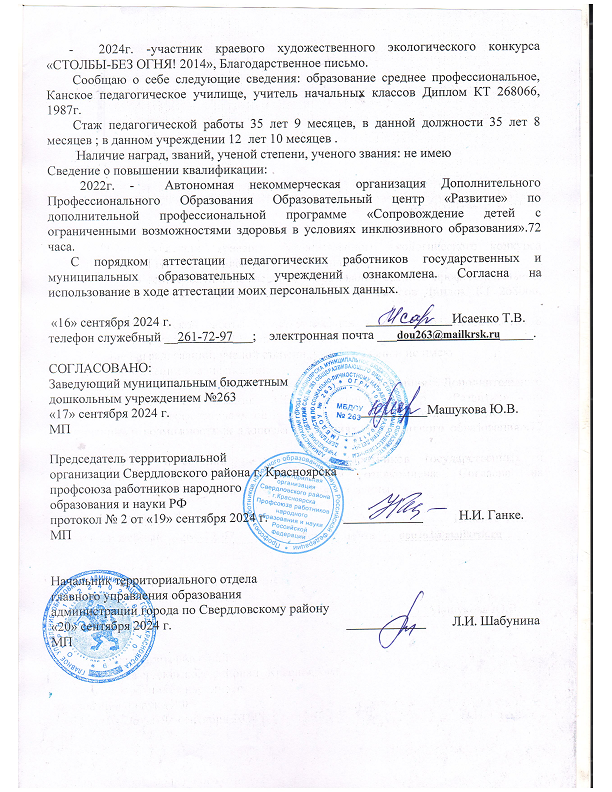 - 2024г. -участник краевого художественного экологического конкурса
«СТОЛБЫ-БЕЗ ОГНЯ! 2014», Благодарственное письмо.
Сообщаю о себе следующие сведения: образование среднее профессиональное,
Канское педагогическое училище, учитель начальных классов Диплом КТ 268066,
1987г.
Стаж педагогической работы 35 лет 9 месяцев, в данной должности 35 лет 8
месяцев ; в данном учреждении 12 лет 10 месяцев .
Наличие наград, званий, ученой степени, ученого звания: не имею
Сведение о повышении квалификации:
2022г. - Автономная некоммерческая организация Дополнительного
Профессионального Образования Образовательный центр «Развитие» по
дополнительной профессиональной программе «Сопровождение детей с
ограниченными возможностями здоровья в условиях инклюзивного образования».72
часа.
С порядком аттестации педагогических работников государственных и
муниципальных образовательных учреждений ознакомлена. Согласна на
использование в ходе аттестации моих персональных данных.
«16» сентября 2024 г. Исаенко Т.В.
телефон служебный 261-72-97 ; электронная почта dou263@mailkrsk.ru .
СОГЛАСОВАНО:
Заведующий муниципальным бюджетным
дошкольным учреждением №263
«17» сентября 2024 г. Машукова Ю.В.
МП
МБДОУ
№ 263
Председатель территориальной
организации Свердловского района г. Красноярска
профсоюза работников народного
образования и науки РФ
протокол № 2 от «19» сентября 2024 г. Н.И. Ганке.
МП
организация
Свердловского района
г.Красноярска
Профсоюза работников
народного
образования и науки
Российской
Федерации
Начальник территориального отдела
главного управления образования
администрации города по Свердловскому району
«20» сентября 2024 г. Л.И. Шабунина
МП